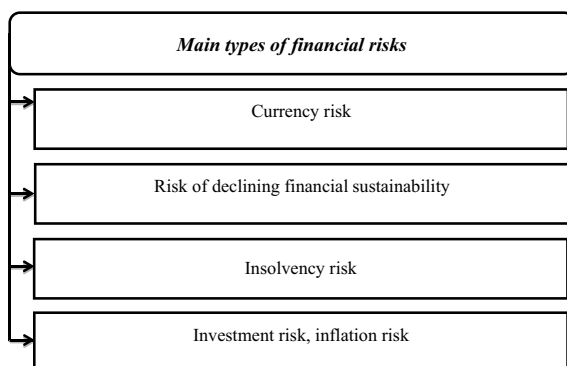 Main types of financial risks
Currency risk
Risk of declining financial sustainability
Insolvency risk
Investment risk, inflation risk